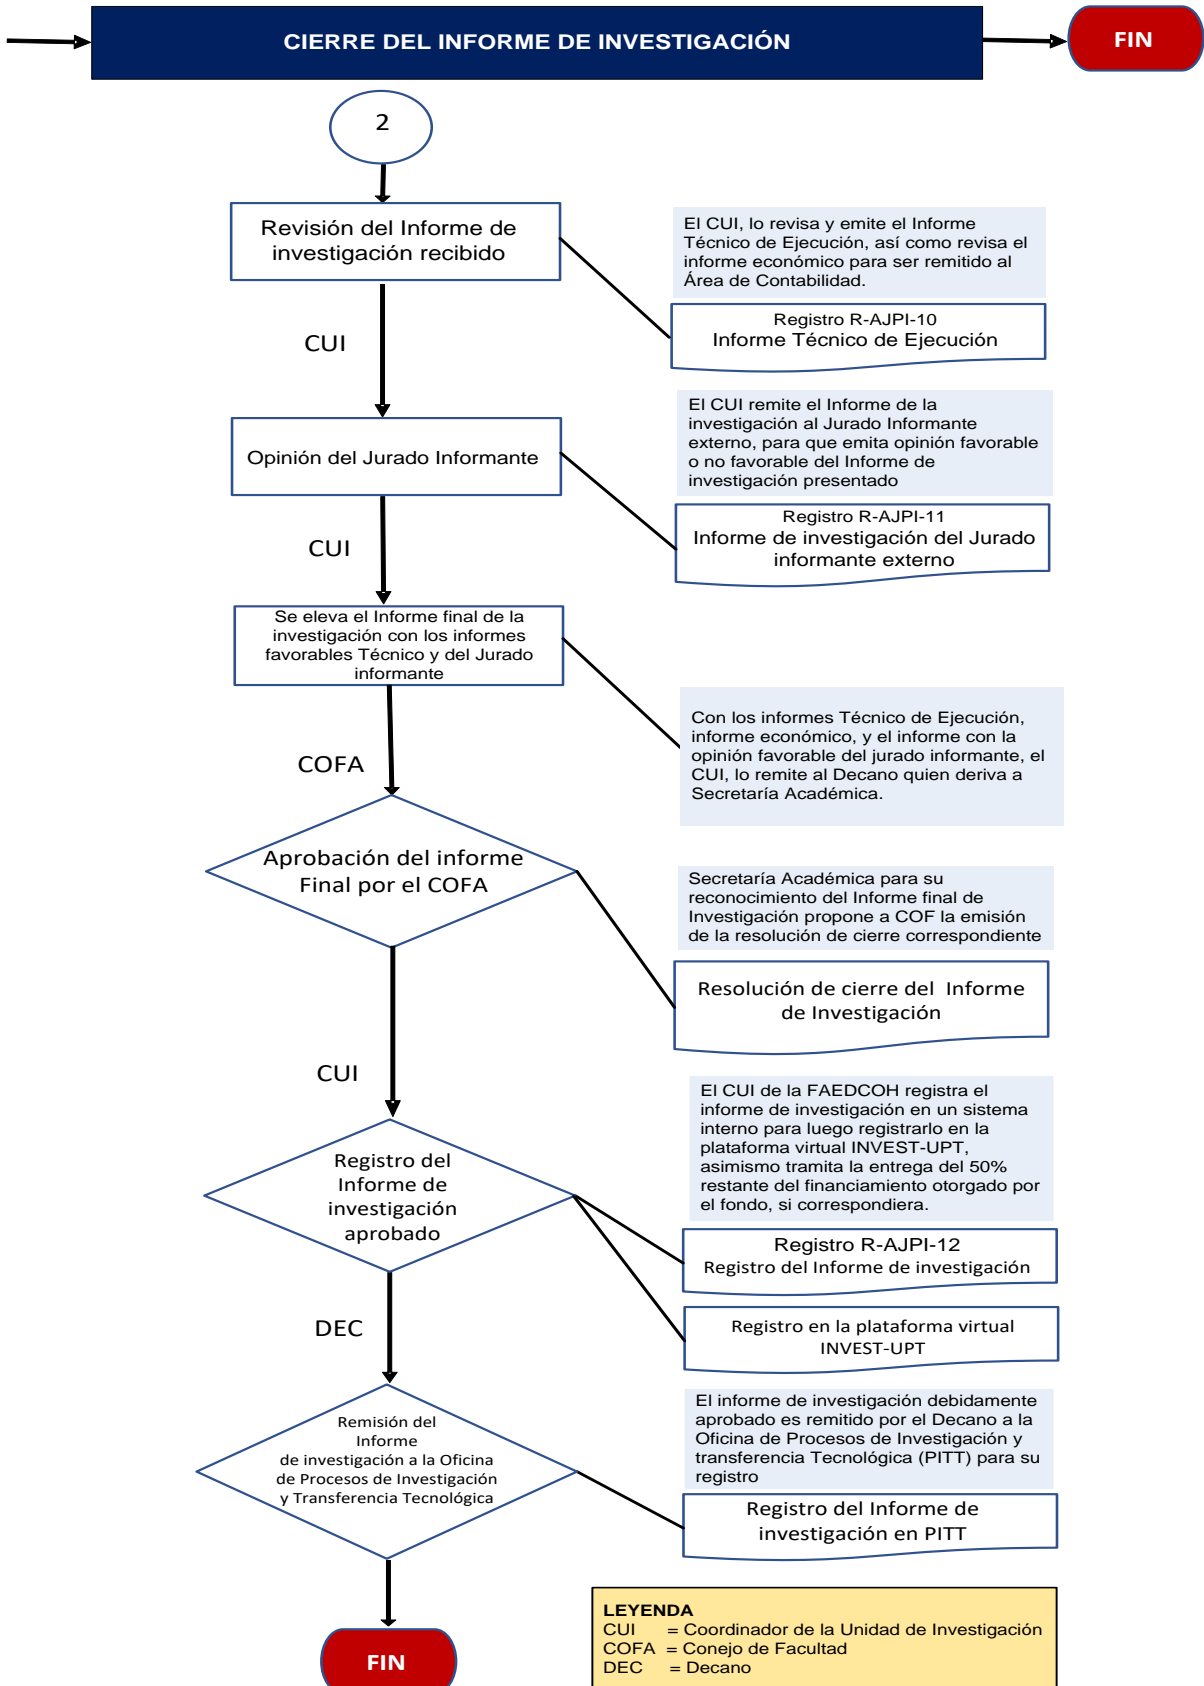 CIERRE DEL INFORME DE INVESTIGACIÓN
FIN
2
Revisión del Informe de
investigación recibido
El CUI, lo revisa y emite el Informe
Técnico de Ejecución, así como revisa el
informe económico para ser remitido al
Área de Contabilidad.
Registro R-AJPI-10
Informe Técnico de Ejecución
CUI
Opinión del Jurado Informante
El CUI remite el Informe de la
investigación al Jurado Informante
externo, para que emita opinión favorable
o no favorable del Informe de
investigación presentado
Registro R-AJPI-11
Informe de investigación del Jurado
informante externo
CUI
Se eleva el Informe final de la
investigación con los informes
favorables Técnico y del Jurado
informante
Con los informes Técnico de Ejecución,
informe económico, y el informe con la
opinión favorable del jurado informante, el
CUI, lo remite al Decano quien deriva a
Secretaría Académica.
COFA
Aprobación del informe
Final por el COFA
Secretaría Académica para su
reconocimiento del Informe final de
Investigación propone a COF la emisión
de la resolución de cierre correspondiente
Resolución de cierre del Informe
de Investigación
CUI
Registro del
Informe de
investigación
aprobado
El CUI de la FAEDCOH registra el
informe de investigación en un sistema
interno para luego registrarlo en la
plataforma virtual INVEST-UPT,
asimismo tramita la entrega del 50%
restante del financiamiento otorgado por
el fondo, si correspondiera.
Registro R-AJPI-12
Registro del Informe de investigación
Registro en la plataforma virtual
INVEST-UPT
DEC
Remisión del
Informe
de investigación a la Oficina
de Procesos de Investigación
y Transferencia Tecnológica
El informe de investigación debidamente
aprobado es remitido por el Decano a la
Oficina de Procesos de Investigación y
transferencia Tecnológica (PITT) para su
registro
Registro del Informe de
investigación en PITT
FIN
LEYENDA
CUI = Coordinador de la Unidad de Investigación
COFA = Conejo de Facultad
DEC = Decano